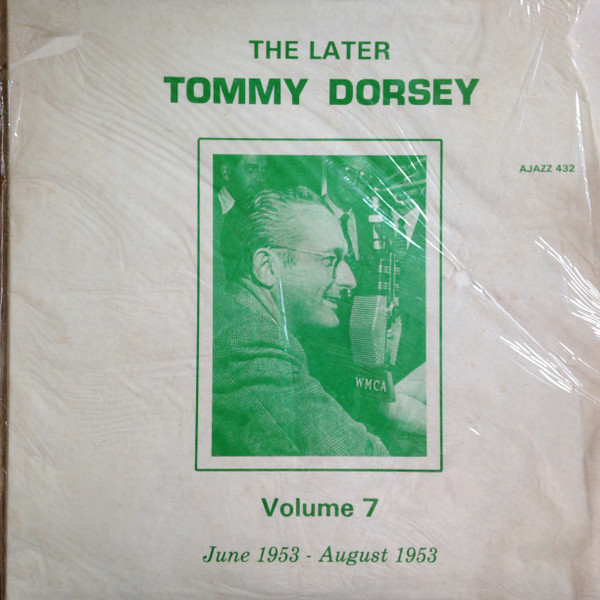 THE LATER
TOMMY DORSEY
AJAZZ 432
WMCA
Volume 7
June 1953 - August 1953